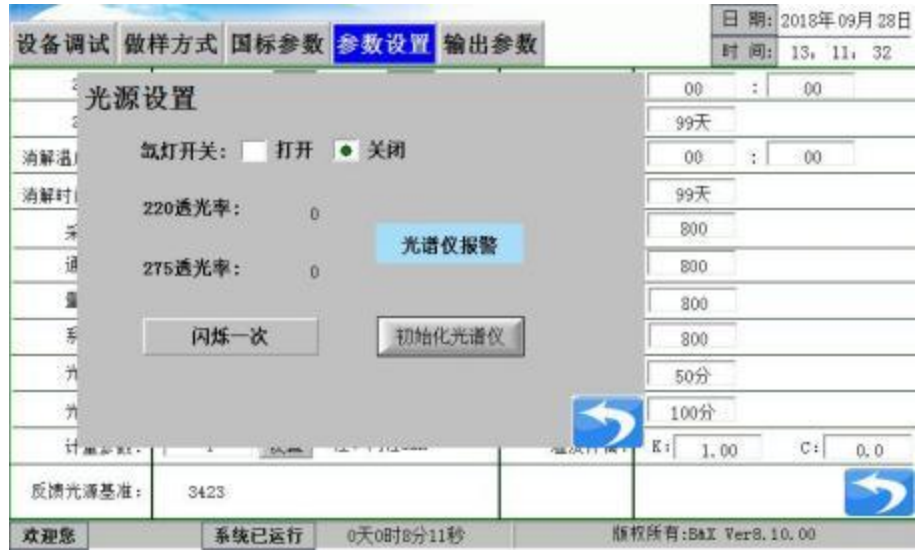 日 期: 2018年09月28日
设备调试 做样方式 国标参数 参数设置 输出参数
时 间: 13, 11, 32
光源设置
00 : 00
99天
氙灯开关: 打开 关闭
消解温
00 : 00
消解时
99天
220透光率: 0
800
光谱仪报警
275透光率: 0
800
800
闪烁一次 初始化光谱仪
800
50分
100分
K: 1.00 C: 0.0
反馈光源基准: 3423
欢迎您 系统已运行 0天0时8分11秒 版权所有:B&X Ver8.10.00